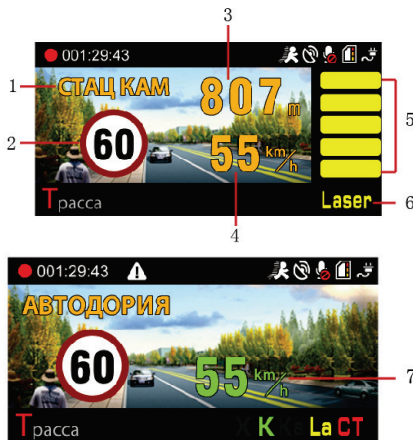 3
001:29:43
1 СТАЦ КАМ 807 m
2 60 55 km/h 5
Трасса Laser 6
4
001:29:43
АВТОДОРИЯ
60 55 km/h 7
Трасса X K Ka La СТ